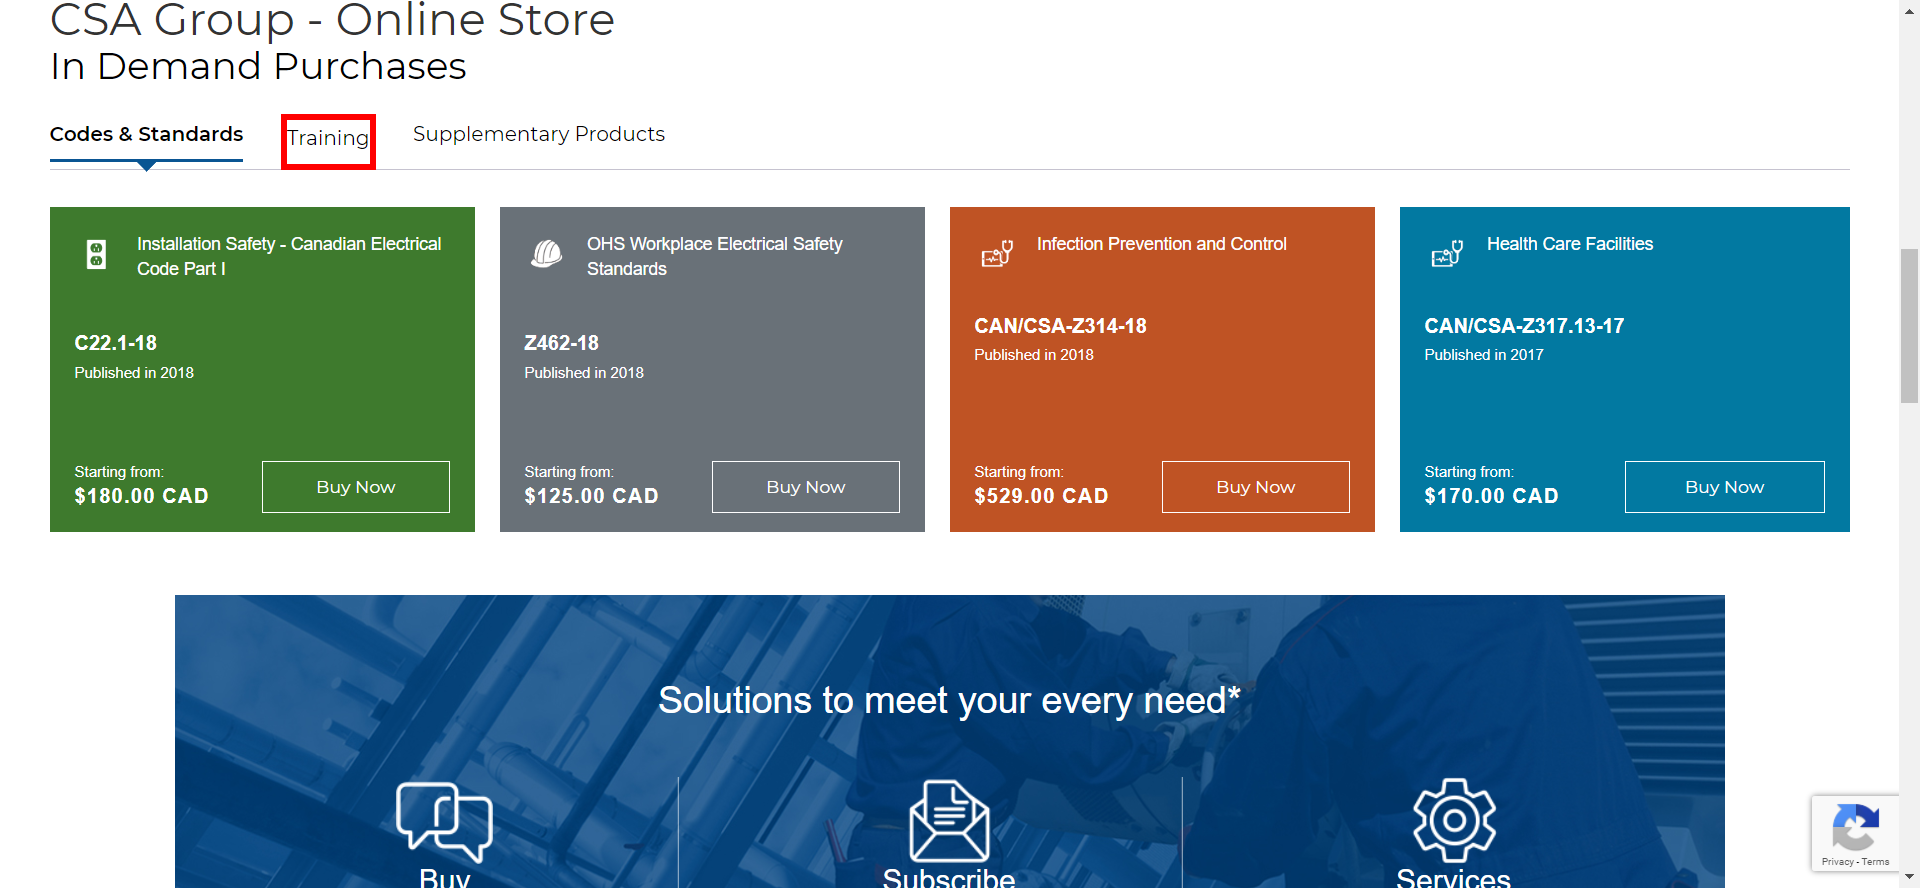 CSA Group - Online Store
In Demand Purchases
Codes & Standards
Training
Supplementary Products
Installation Safety - Canadian Electrical
Code Part I
C22.1-18
Published in 2018
Starting from:
$180.00 CAD
Buy Now
OHS Workplace Electrical Safety
Standards
Z462-18
Published in 2018
Starting from:
$125.00 CAD
Buy Now
Infection Prevention and Control
CAN/CSA-Z314-18
Published in 2018
Starting from:
$529.00 CAD
Buy Now
Health Care Facilities
CAN/CSA-Z317.13-17
Published in 2017
Starting from:
$170.00 CAD
Buy Now
Solutions to meet your every need*
Buy
Subscribe
Services
Privacy - Terms